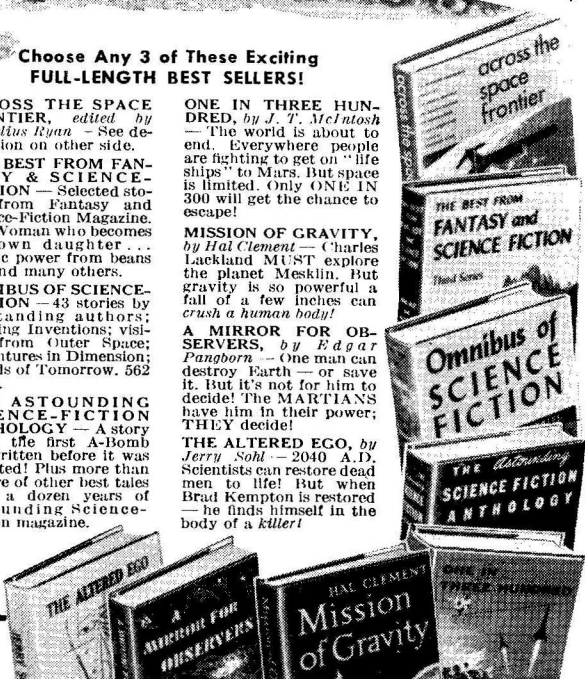 Choose Any 3 of These Exciting
FULL-LENGTH BEST SELLERS!
OSS THE SPACE
NTIER, edited by
lius Ryan — See de-
ion on other side.
BEST FROM FAN-
Y & SCIENCE-
ION — Selected sto-
from Fantasy and
ce-Fiction Magazine.
Woman who becomes
own daughter...
ic power from beans
nd many others.
IBUS OF SCIENCE-
ION — 43 stories by
tanding authors;
ing Inventions; visi-
from Outer Space;
ntures in Dimension;
ds of Tomorrow. 562
ASTOUNDING
ENCE-FICTION
HOLOGY — A story
the first A-Bomb
ritten before it was
ted! Plus more than
re of other best tales
a dozen years of
unding Science-
n magazine.
ONE IN THREE HUN-
DRED, by J. T. McIntosh
— The world is about to
end. Everywhere people
are fighting to get on "life
ships" to Mars. But space
is limited. Only ONE IN
300 will get the chance to
escape!
MISSION OF GRAVITY,
by Hal Clement — Charles
Lackland MUST explore
the planet Mesklin. But
gravity is so powerful a
fall of a few inches can
crush a human body!
A MIRROR FOR OB-
SERVERS, by Edgar
Pangborn — One man can
destroy Earth — or save
it. But it's not for him to
decide! The MARTIANS
have him in their power;
THEY decide!
THE ALTERED EGO, by
Jerry Sohl — 2040 A.D.
Scientists can restore dead
men to life! But when
Brad Kempton is restored
— he finds himself in the
body of a killer!
across the
space
frontier
across the spa
THE BEST FROM
FANTASY and
SCIENCE FICTION
Third Series
Omnibus of
SCIENCE
FICTION
THE Astounding
SCIENCE FICTION
ANTHOLOGY
ONE IN
THREE HUNDRED
THE ALTERED EGO
JERRY S
A
MIRROR FOR
OBSERVERS
HAL CLEMENT
Mission
of Gravity